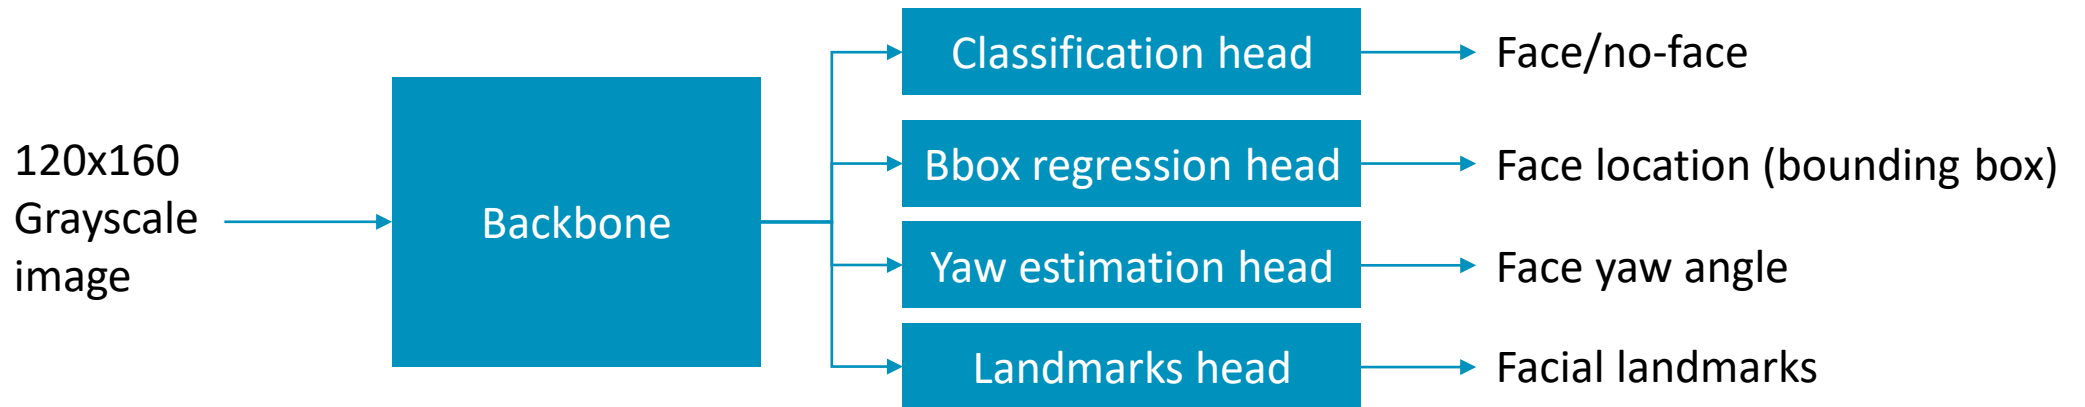 120x160
Grayscale
image
Backbone
Classification head
Face/no-face
Bbox regression head
Face location (bounding box)
Yaw estimation head
Face yaw angle
Landmarks head
Facial landmarks